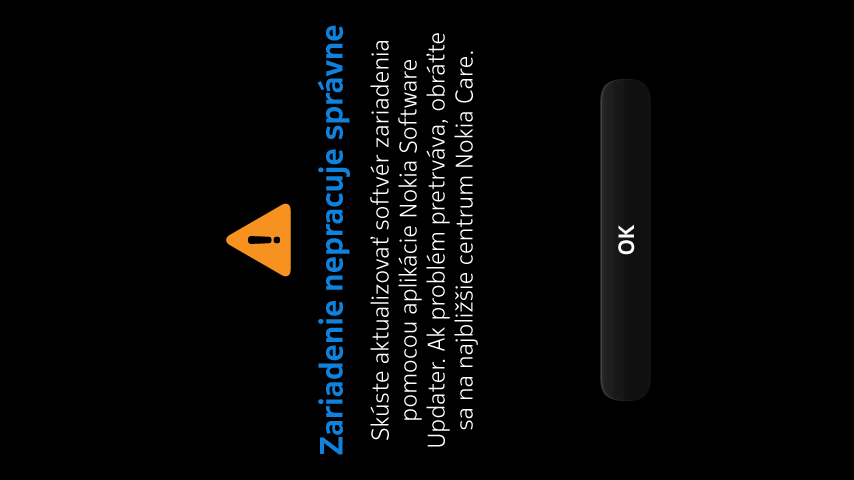 Zariadenie nepracuje správne
Skúste aktualizovať softvér zariadenia
pomocou aplikácie Nokia Software
Updater. Ak problém pretrváva, obráťte
sa na najbližšie centrum Nokia Care.
OK